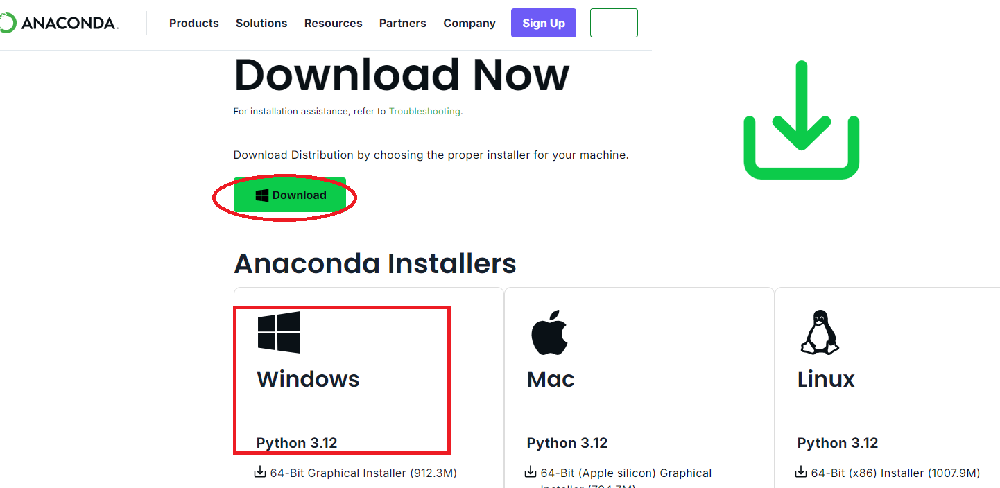 ANACONDA.
Products Solutions Resources Partners Company Sign Up
Download Now
For installation assistance, refer to Troubleshooting.
Download Distribution by choosing the proper installer for your machine.
Download
Anaconda Installers
Windows
Python 3.12
64-Bit Graphical Installer (912.3M)
Mac
Python 3.12
64-Bit (Apple silicon) Graphical
Installer (704.7M)
Linux
Python 3.12
64-Bit (x86) Installer (1007.9M)